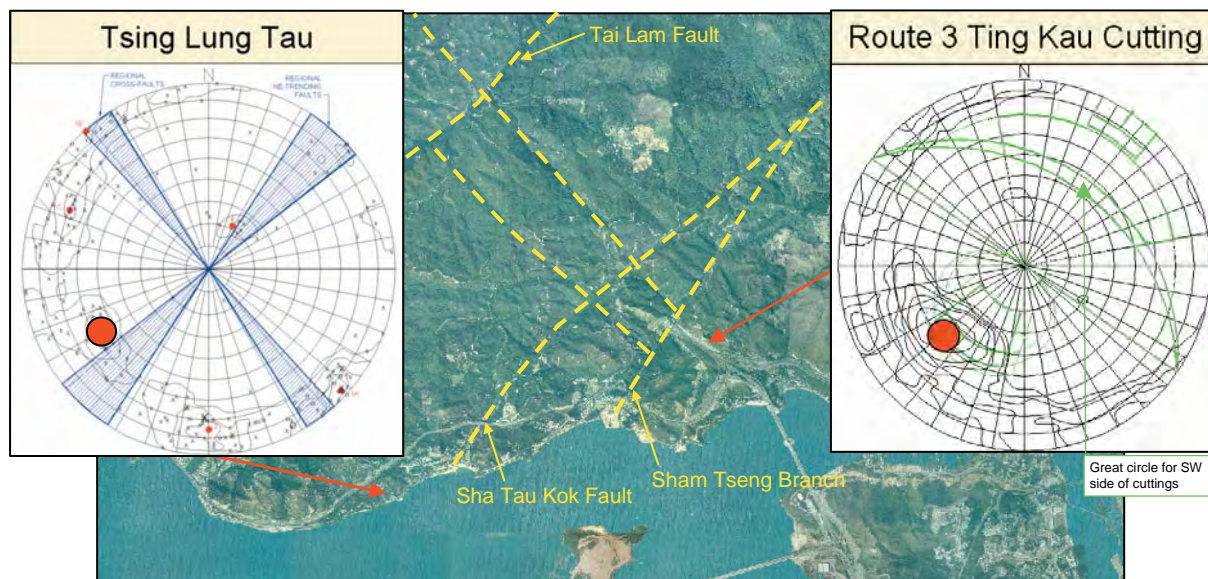 Tsing Lung Tau
REGIONAL
CROSS-FAULTS
N
REGIONAL
NE-TRENDING
FAULTS
Tai Lam Fault
Route 3 Ting Kau Cutting
N
Sha Tau Kok Fault
Sham Tseng Branch
Great circle for SW
side of cuttings